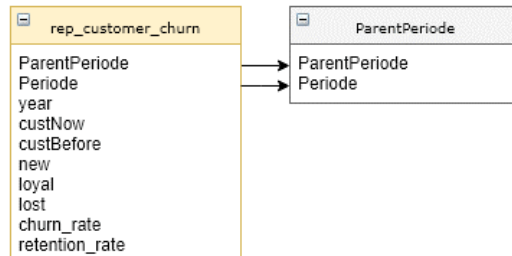 rep_customer_churn
ParentPeriode
Periode
year
custNow
custBefore
new
loyal
lost
churn_rate
retention_rate
ParentPeriode
ParentPeriode
Periode